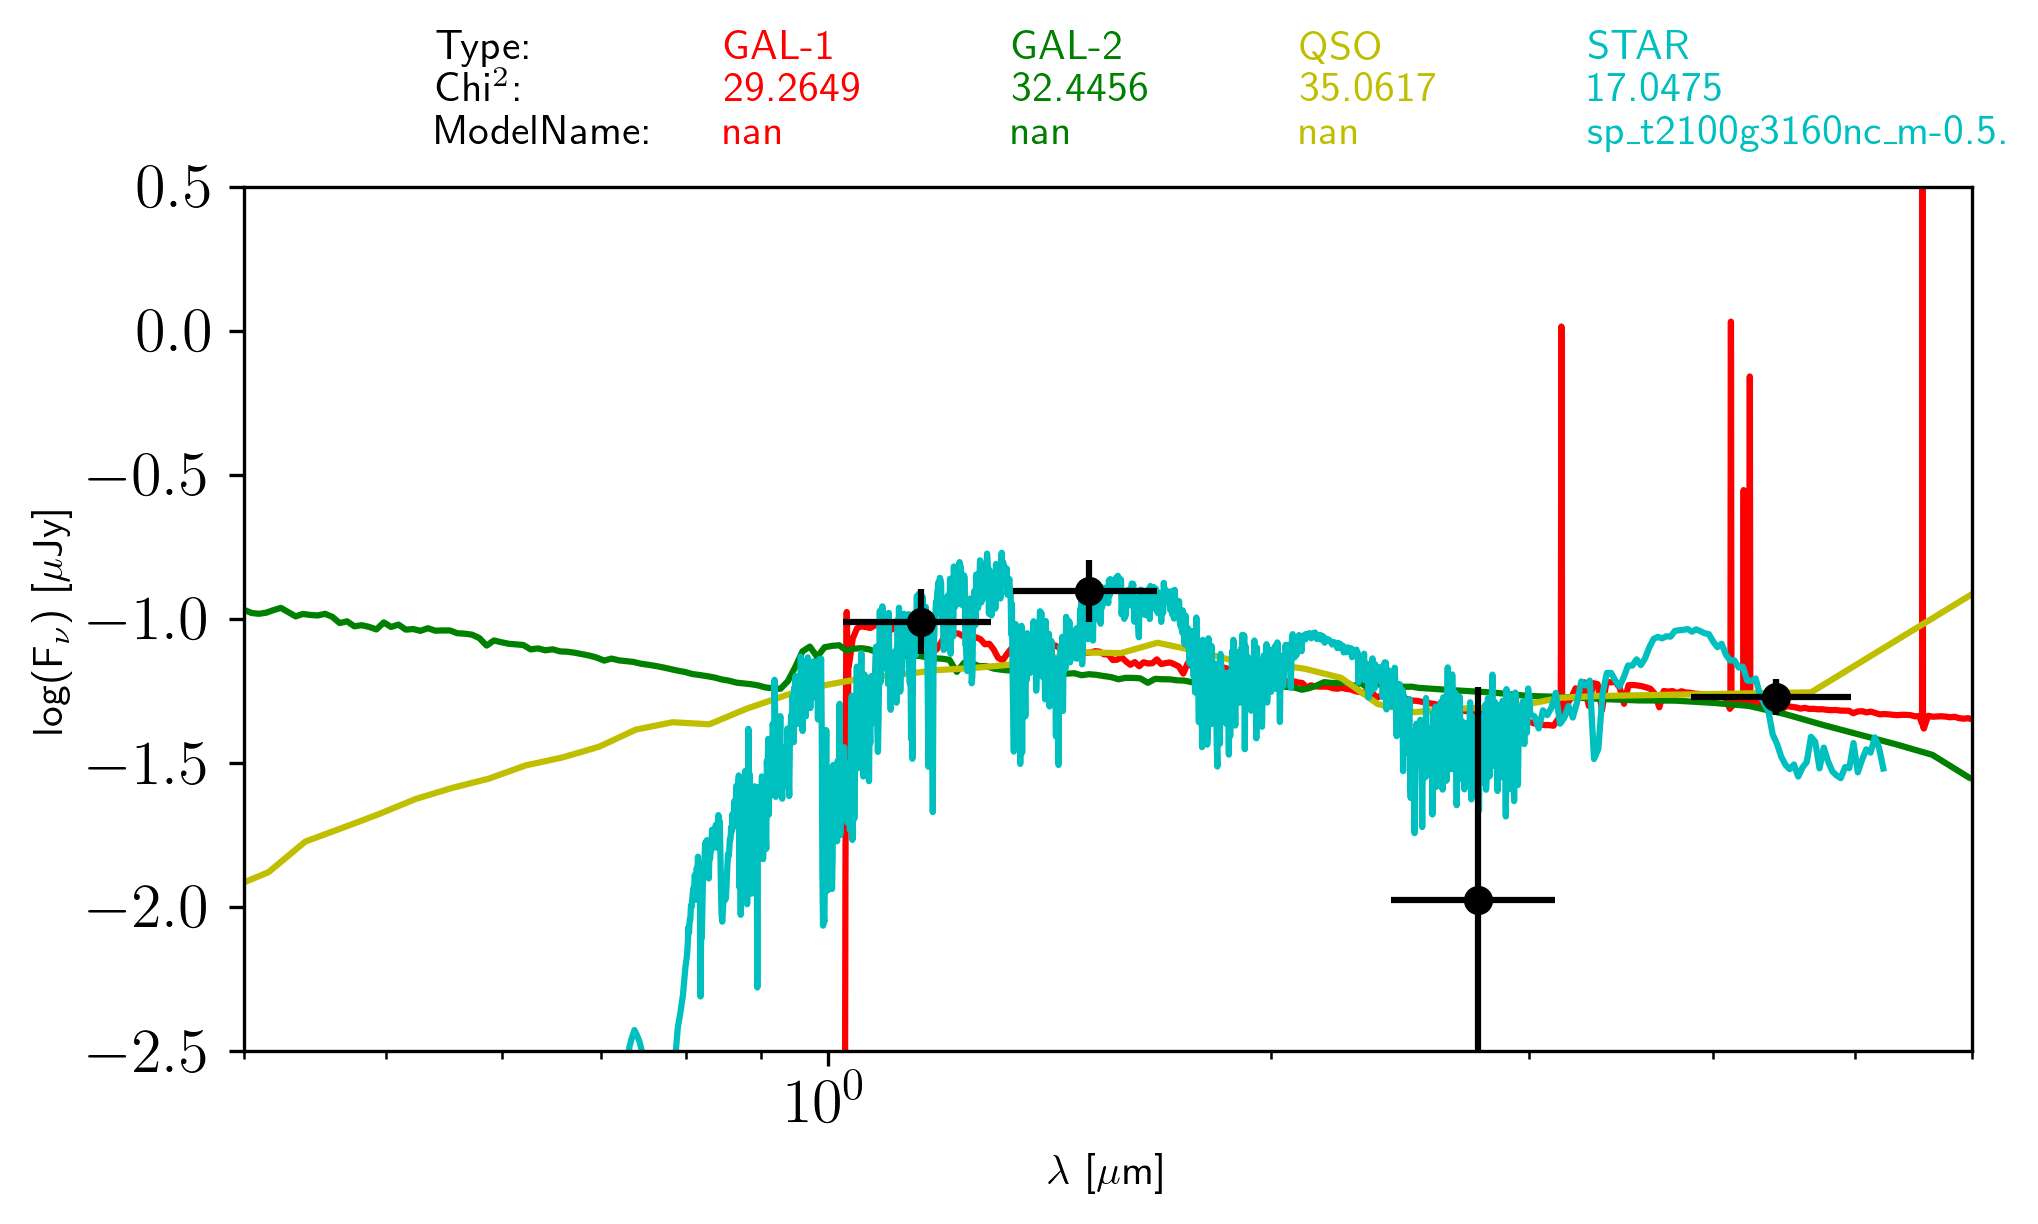 Type: GAL-1 GAL-2 QSO STAR
Chi²: 29.2649 32.4456 35.0617 17.0475
ModelName: nan nan nan sp_t2100g3160nc_m-0.5.
0.5
0.0
−0.5
−1.0
−1.5
−2.0
−2.5
log(Fν) [μJy]
10⁰
λ [μm]